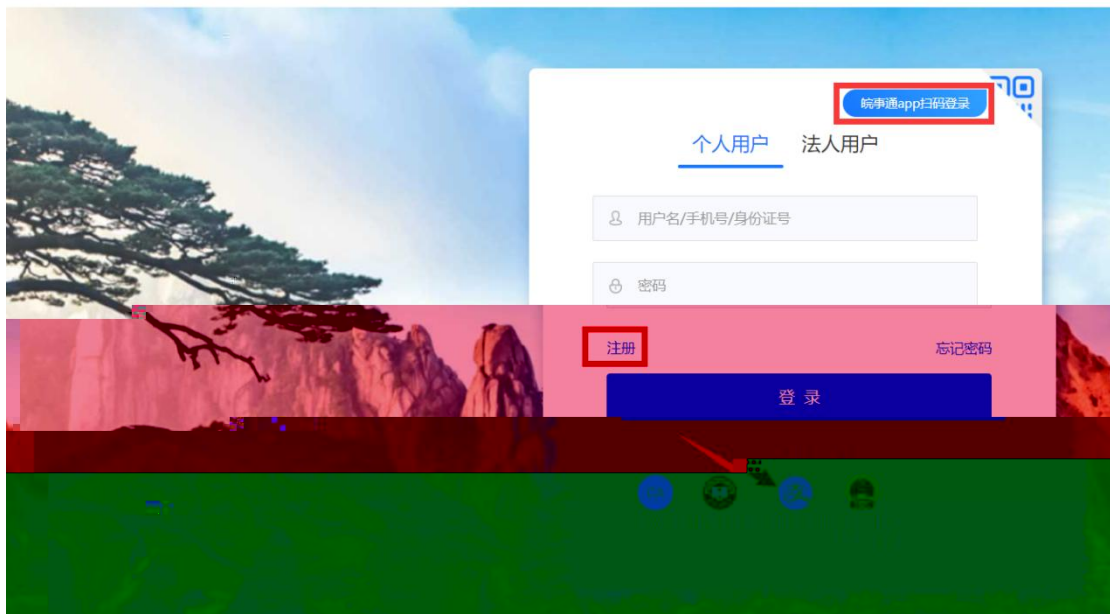 皖事通app扫码登录
个人用户 法人用户
用户名/手机号/身份证号
密码
注册 忘记密码
登 录